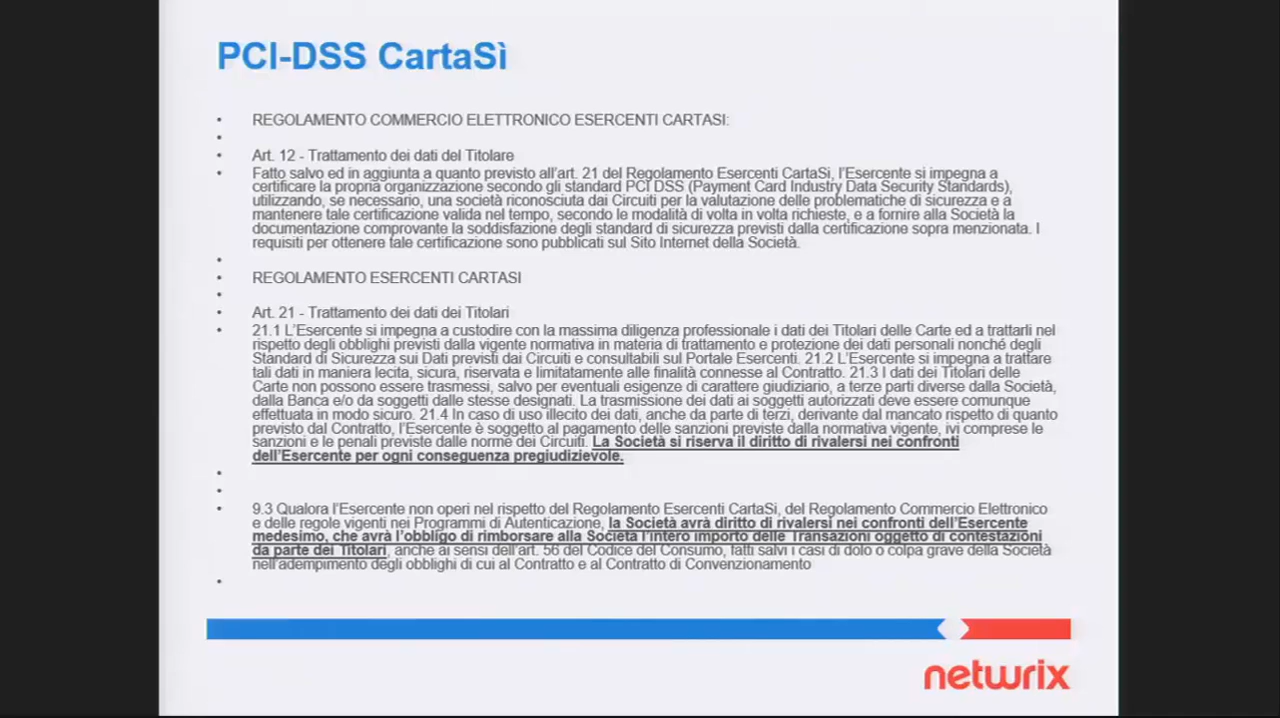 PCI-DSS CartaSì
• REGOLAMENTO COMMERCIO ELETTRONICO ESERCENTI CARTASI:
•
• Art. 12 - Trattamento dei dati del Titolare
• Fatto salvo ed in aggiunta a quanto previsto all'art. 21 del Regolamento Esercenti CartaSi, l'Esercente si impegna a
certificare la propria organizzazione secondo gli standard PCI DSS (Payment Card Industry Data Security Standards),
utilizzando, se necessario, una società riconosciuta dai Circuiti per la valutazione delle problematiche di sicurezza e a
mantenere tale certificazione valida nel tempo, secondo le modalità di volta in volta richieste, e a fornire alla Società la
documentazione comprovante la soddisfazione degli standard di sicurezza previsti dalla certificazione sopra menzionata. I
requisiti per ottenere tale certificazione sono pubblicati sul Sito Internet della Società.
•
• REGOLAMENTO ESERCENTI CARTASI
•
• Art. 21 - Trattamento dei dati dei Titolari
• 21.1 L'Esercente si impegna a custodire con la massima diligenza professionale i dati dei Titolari delle Carte ed a trattarli nel
rispetto degli obblighi previsti dalla vigente normativa in materia di trattamento e protezione dei dati personali nonché degli
Standard di Sicurezza sui Dati previsti dai Circuiti e consultabili sul Portale Esercenti. 21.2 L'Esercente si impegna a trattare
tali dati in maniera lecita, sicura, riservata e limitatamente alle finalità connesse al Contratto. 21.3 I dati dei Titolari delle
Carte non possono essere trasmessi, salvo per eventuali esigenze di carattere giudiziario, a terze parti diverse dalla Società,
dalla Banca e/o da soggetti dalle stesse designati. La trasmissione dei dati ai soggetti autorizzati deve essere comunque
effettuata in modo sicuro. 21.4 In caso di uso illecito dei dati, anche da parte di terzi, derivante dal mancato rispetto di quanto
previsto dal Contratto, l'Esercente è soggetto al pagamento delle sanzioni previste dalla normativa vigente, ivi comprese le
sanzioni e le penali previste dalle norme dei Circuiti. La Società si riserva il diritto di rivalersi nei confronti
dell'Esercente per ogni conseguenza pregiudizievole.
•
•
• 9.3 Qualora l'Esercente non operi nel rispetto del Regolamento Esercenti CartaSi, del Regolamento Commercio Elettronico
e delle regole vigenti nei Programmi di Autenticazione, la Società avrà diritto di rivalersi nei confronti dell'Esercente
medesimo, che avrà l'obbligo di rimborsare alla Società l'intero importo delle Transazioni oggetto di contestazioni
da parte dei Titolari, anche ai sensi dell'art. 56 del Codice del Consumo, fatti salvi i casi di dolo o colpa grave della Società
nell'adempimento degli obblighi di cui al Contratto e al Contratto di Convenzionamento
•
netwrix